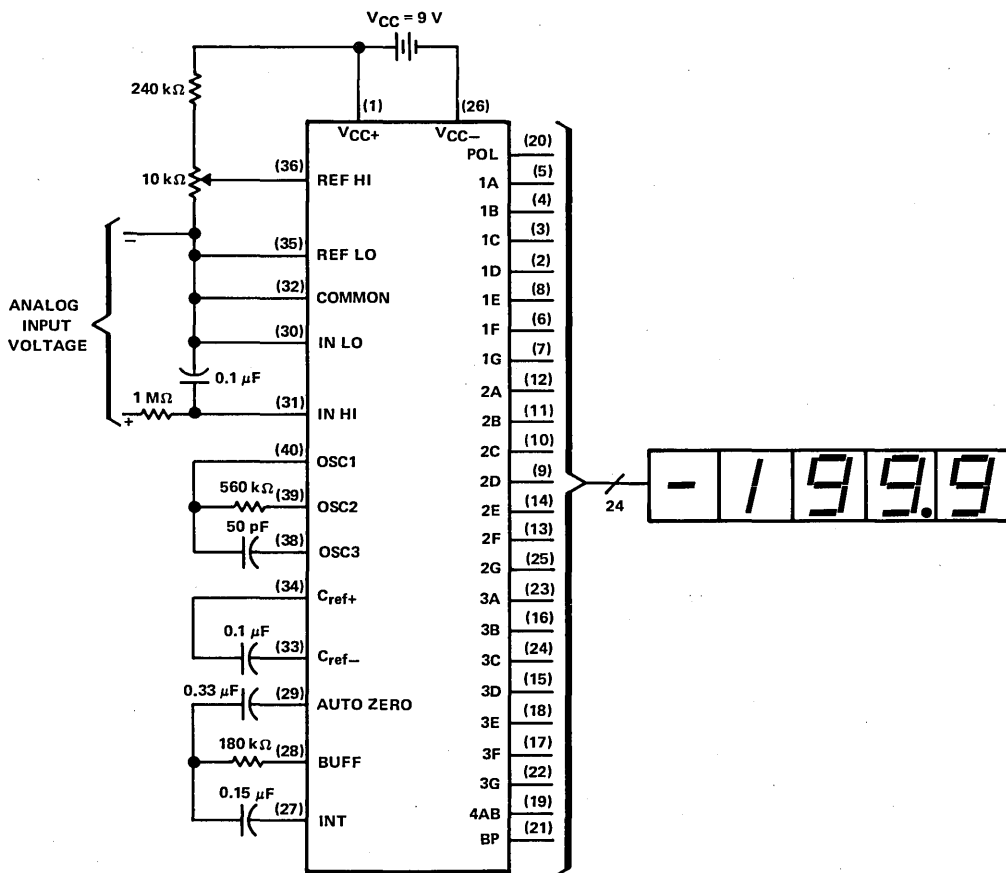 VCC = 9 V
240 kΩ
(1)
(26)
VCC+
VCC−
POL
(20)
(36)
REF HI
10 kΩ
1A
(5)
1B
(4)
−
1C
(3)
(35)
REF LO
1D
(2)
(32)
COMMON
1E
(8)
ANALOG
INPUT
VOLTAGE
(30)
IN LO
1F
(6)
1G
(7)
0.1 μF
2A
(12)
1 MΩ
+
(31)
IN HI
2B
(11)
(40)
OSC1
2C
(10)
2D
(9)
560 kΩ
(39)
OSC2
2E
(14)
24
- 1 9 9. 9
50 pF
(38)
OSC3
2F
(13)
2G
(25)
(34)
Cref+
3A
(23)
3B
(16)
0.1 μF
(33)
Cref−
3C
(24)
0.33 μF
(29)
AUTO ZERO
3D
(15)
3E
(18)
180 kΩ
(28)
BUFF
3F
(17)
3G
(22)
0.15 μF
(27)
INT
4AB
(19)
BP
(21)